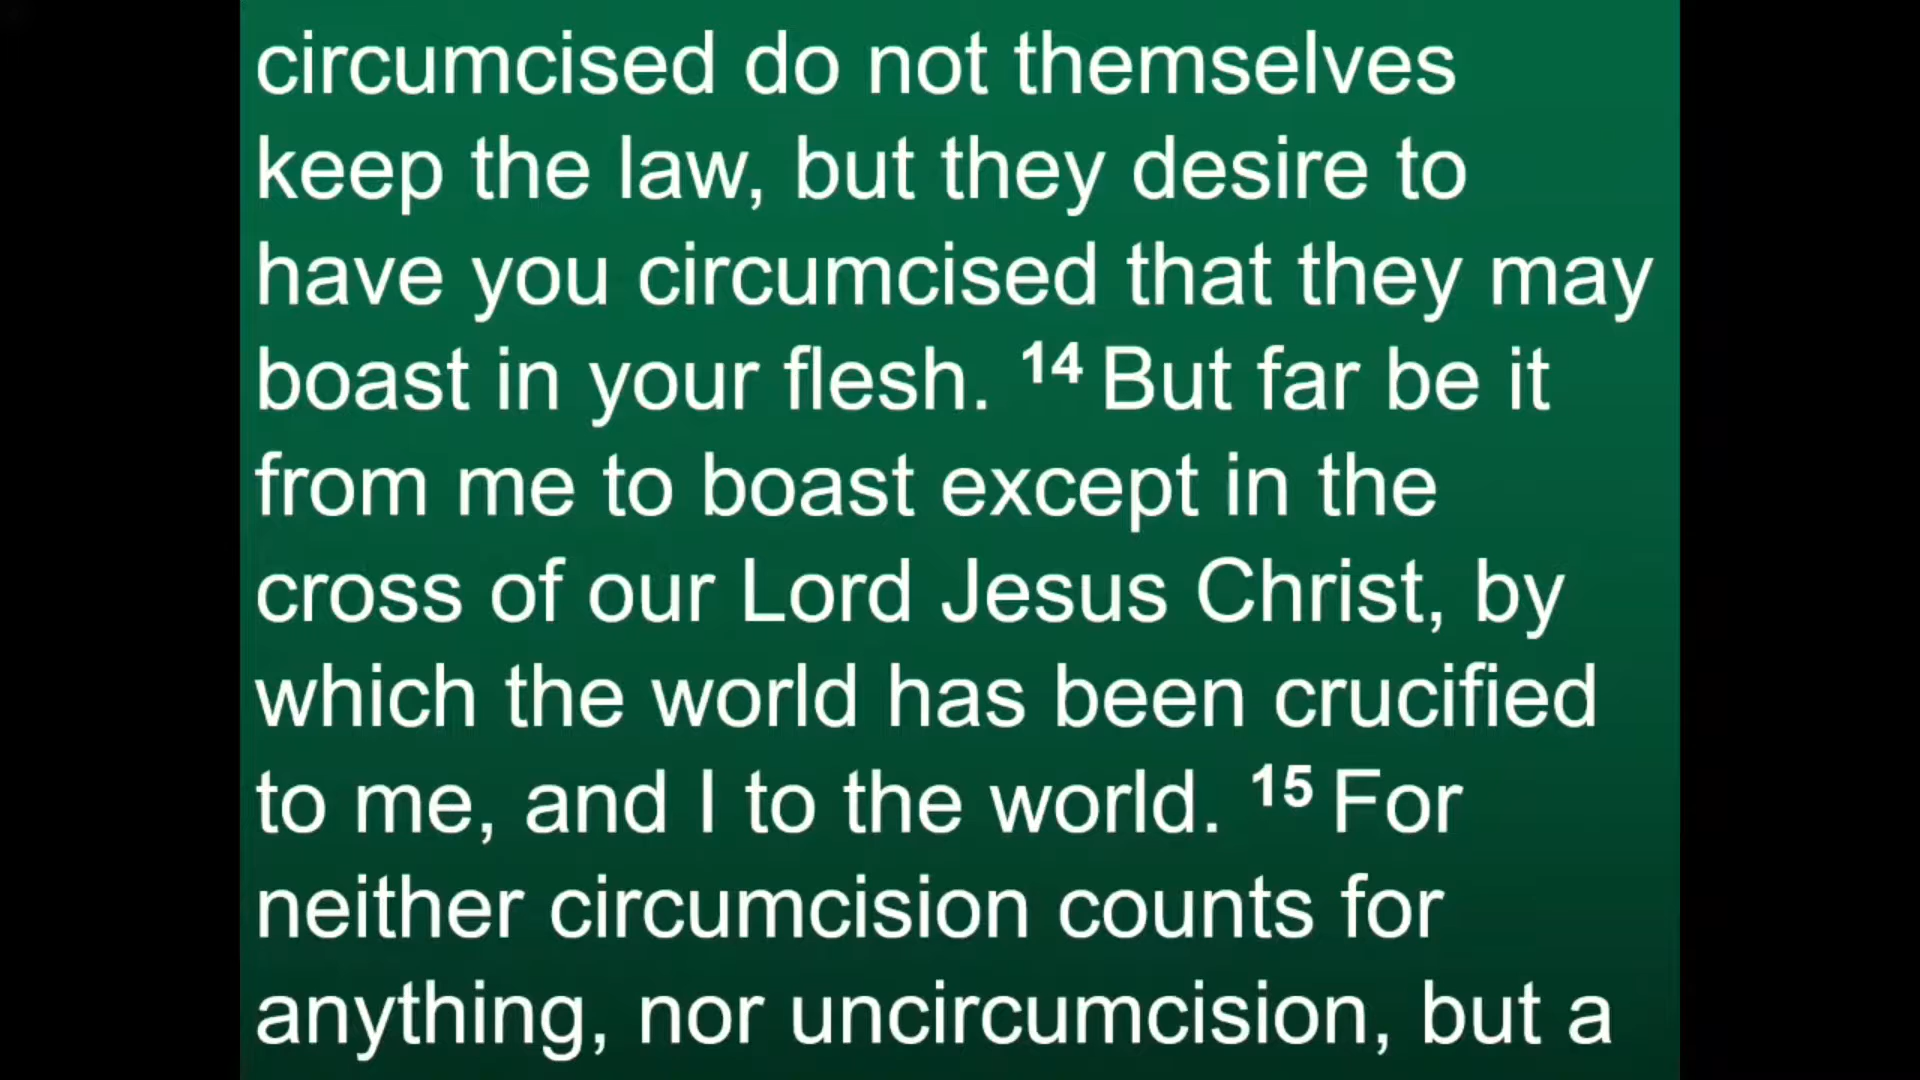 circumcised do not themselves
keep the law, but they desire to
have you circumcised that they may
boast in your flesh. 14 But far be it
from me to boast except in the
cross of our Lord Jesus Christ, by
which the world has been crucified
to me, and I to the world. 15 For
neither circumcision counts for
anything, nor uncircumcision, but a